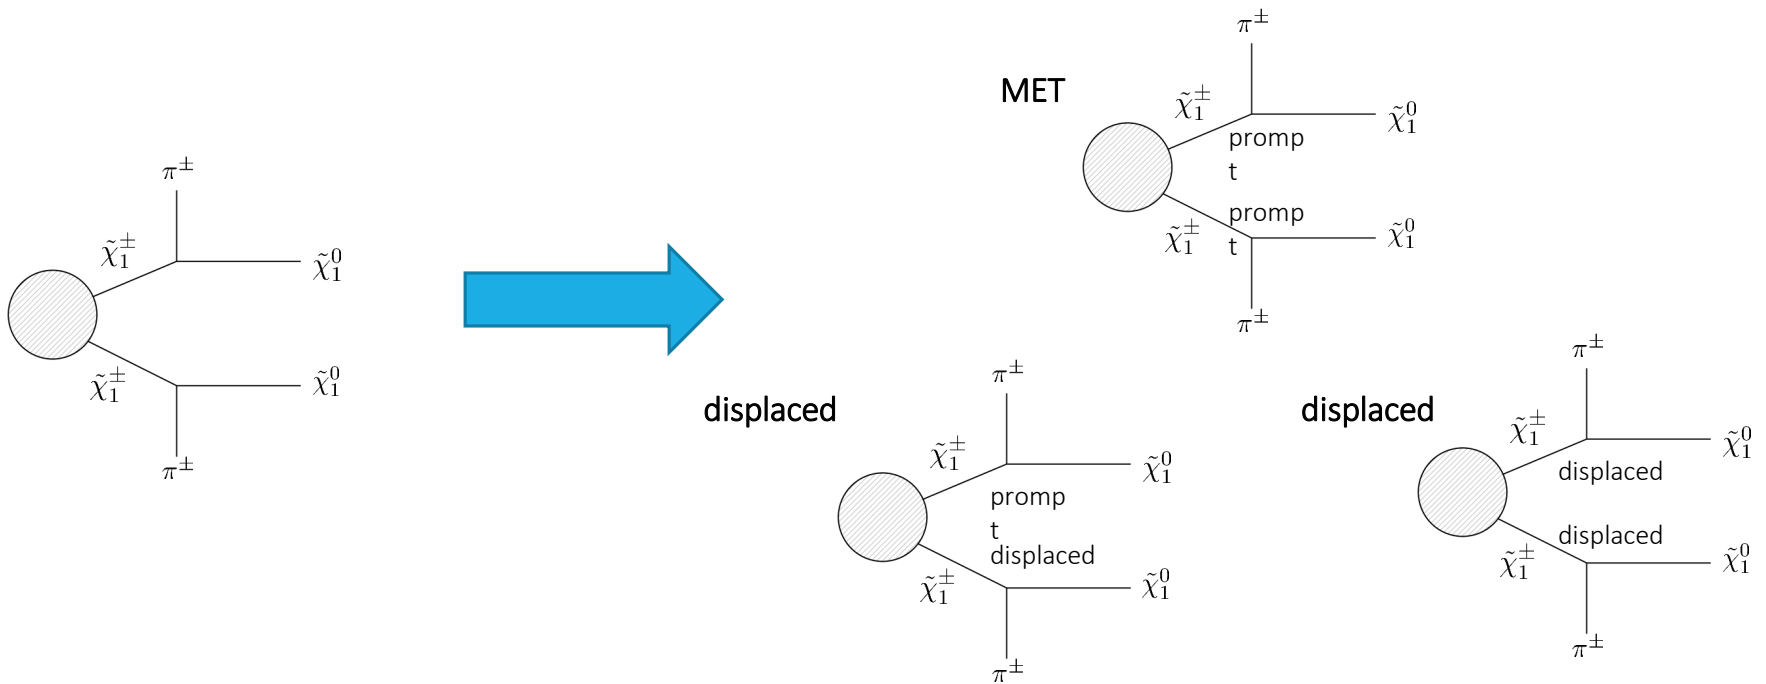 π±
χ̃₁±
χ̃₁⁰
χ̃₁±
χ̃₁⁰
π±
MET
π±
χ̃₁±
χ̃₁⁰
promp
t
promp
t
χ̃₁±
χ̃₁⁰
π±
displaced
π±
χ̃₁±
χ̃₁⁰
promp
t
displaced
χ̃₁±
χ̃₁⁰
π±
displaced
π±
χ̃₁±
χ̃₁⁰
displaced
displaced
χ̃₁±
χ̃₁⁰
π±